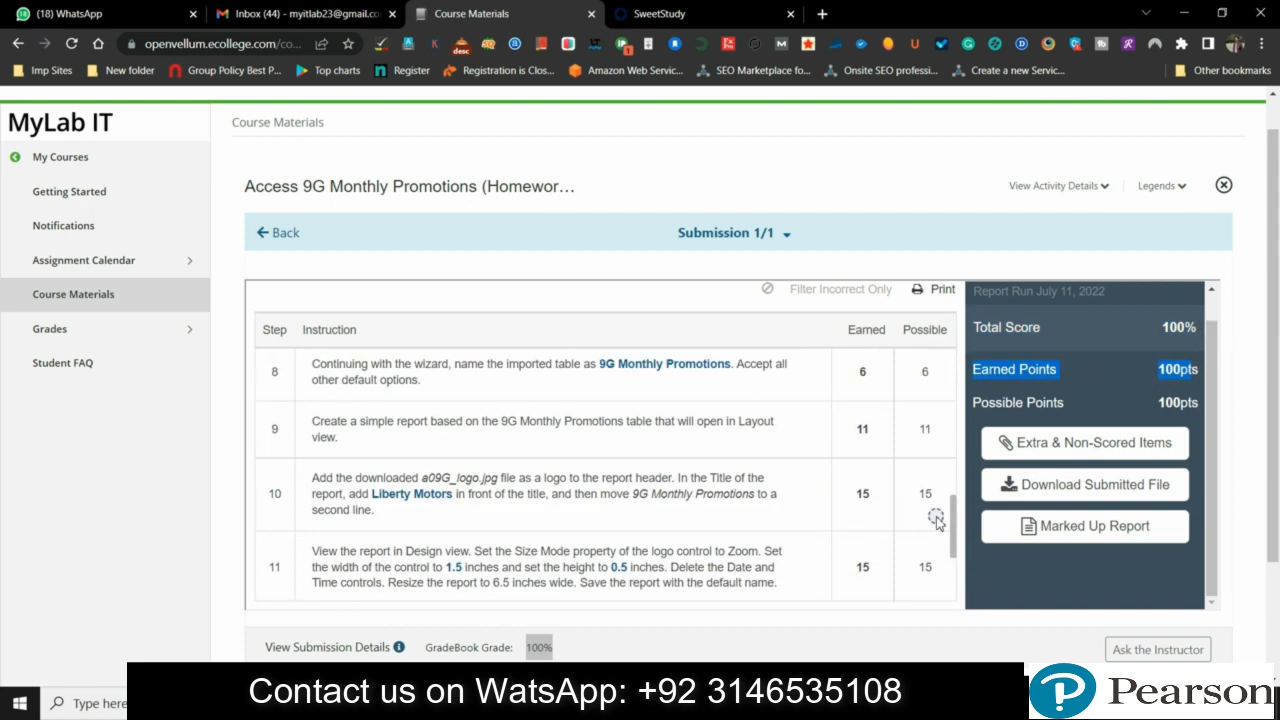 (18) WhatsApp
Inbox (44) - myitlab23@gmail.co
Course Materials
SweetStudy
openvellum.ecollege.com/co...
Imp Sites
New folder
Group Policy Best P...
Top charts
Register
Registration is Clos...
Amazon Web Servic...
SEO Marketplace fo...
Onsite SEO professi...
Create a new Servic...
Other bookmarks
MyLab IT
My Courses
Getting Started
Notifications
Assignment Calendar
Course Materials
Grades
Student FAQ
Course Materials
Access 9G Monthly Promotions (Homewor...
View Activity Details
Legends
Back
Submission 1/1
Filter Incorrect Only
Print
Step Instruction Earned Possible
8 Continuing with the wizard, name the imported table as 9G Monthly Promotions. Accept all
other default options.
6 6
9 Create a simple report based on the 9G Monthly Promotions table that will open in Layout
view.
11 11
10 Add the downloaded a09G_logo.jpg file as a logo to the report header. In the Title of the
report, add Liberty Motors in front of the title, and then move 9G Monthly Promotions to a
second line.
15 15
11 View the report in Design view. Set the Size Mode property of the logo control to Zoom. Set
the width of the control to 1.5 inches and set the height to 0.5 inches. Delete the Date and
Time controls. Resize the report to 6.5 inches wide. Save the report with the default name.
15 15
Report Run July 11, 2022
Total Score 100%
Earned Points 100pts
Possible Points 100pts
Extra & Non-Scored Items
Download Submitted File
Marked Up Report
View Submission Details
GradeBook Grade: 100%
Ask the Instructor
Type here
Contact us on WatsApp: +92 3146535108
Pearson